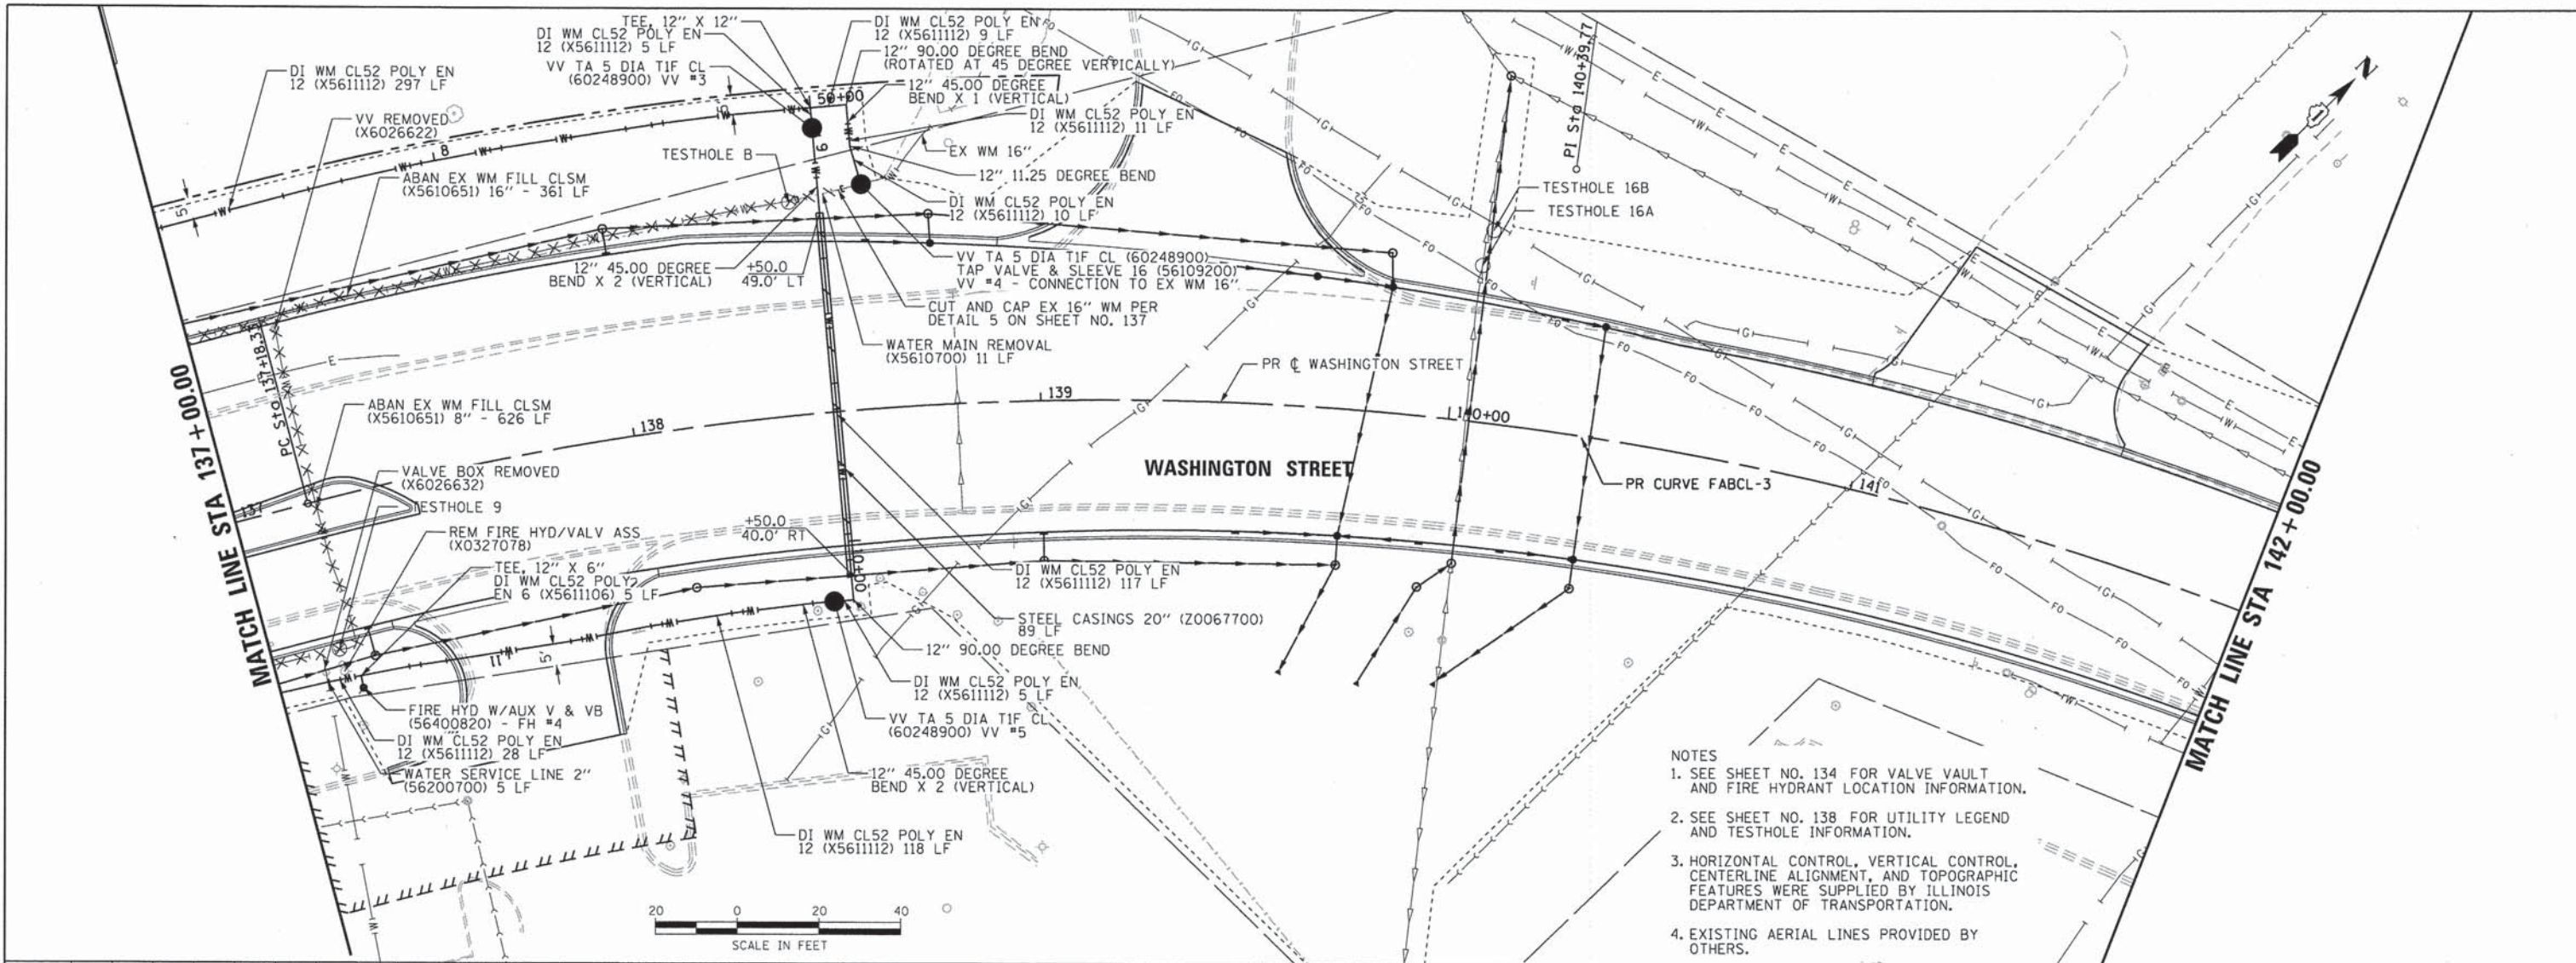 TEE, 12" X 12"
DI WM CL52 POLY EN
12 (X5611112) 5 LF
VV TA 5 DIA T1F CL
(60248900) VV #3
DI WM CL52 POLY EN
12 (X5611112) 9 LF
12" 90.00 DEGREE BEND
(ROTATED AT 45 DEGREE VERTICALLY)
12" 45.00 DEGREE
BEND X 1 (VERTICAL)
DI WM CL52 POLY EN
12 (X5611112) 11 LF
EX WM 16"
12" 11.25 DEGREE BEND
DI WM CL52 POLY EN
12 (X5611112) 10 LF
DI WM CL52 POLY EN
12 (X5611112) 297 LF
VV REMOVED
(X6026622)
ABAN EX WM FILL CLSM
(X5610651) 16" - 361 LF
TESTHOLE B
50+00
8
9
5'
PI Sta 140+39.77
N
TESTHOLE 16B
TESTHOLE 16A
12" 45.00 DEGREE
BEND X 2 (VERTICAL)
+50.0
49.0' LT
VV TA 5 DIA T1F CL (60248900)
TAP VALVE & SLEEVE 16 (56109200)
VV #4 - CONNECTION TO EX WM 16"
CUT AND CAP EX 16" WM PER
DETAIL 5 ON SHEET NO. 137
WATER MAIN REMOVAL
(X5610700) 11 LF
PR ℄ WASHINGTON STREET
MATCH LINE STA 137+00.00
PC Sta 137+18.33
ABAN EX WM FILL CLSM
(X5610651) 8" - 626 LF
137
138
139
140+00
141
WASHINGTON STREET
PR CURVE FABCL-3
VALVE BOX REMOVED
(X6026632)
TESTHOLE 9
REM FIRE HYD/VALV ASS
(X0327078)
TEE, 12" X 6"
DI WM CL52 POLY
EN 6 (X5611106) 5 LF
+50.0
40.0' RT
10+00
11
5'
DI WM CL52 POLY EN
12 (X5611112) 117 LF
STEEL CASINGS 20" (Z0067700)
89 LF
12" 90.00 DEGREE BEND
DI WM CL52 POLY EN
12 (X5611112) 5 LF
VV TA 5 DIA T1F CL
(60248900) VV #5
12" 45.00 DEGREE
BEND X 2 (VERTICAL)
DI WM CL52 POLY EN
12 (X5611112) 118 LF
FIRE HYD W/AUX V & VB
(56400820) - FH #4
DI WM CL52 POLY EN
12 (X5611112) 28 LF
WATER SERVICE LINE 2"
(56200700) 5 LF
MATCH LINE STA 142+00.00
20 0 20 40
SCALE IN FEET
NOTES
1. SEE SHEET NO. 134 FOR VALVE VAULT
AND FIRE HYDRANT LOCATION INFORMATION.
2. SEE SHEET NO. 138 FOR UTILITY LEGEND
AND TESTHOLE INFORMATION.
3. HORIZONTAL CONTROL, VERTICAL CONTROL,
CENTERLINE ALIGNMENT, AND TOPOGRAPHIC
FEATURES WERE SUPPLIED BY ILLINOIS
DEPARTMENT OF TRANSPORTATION.
4. EXISTING AERIAL LINES PROVIDED BY
OTHERS.